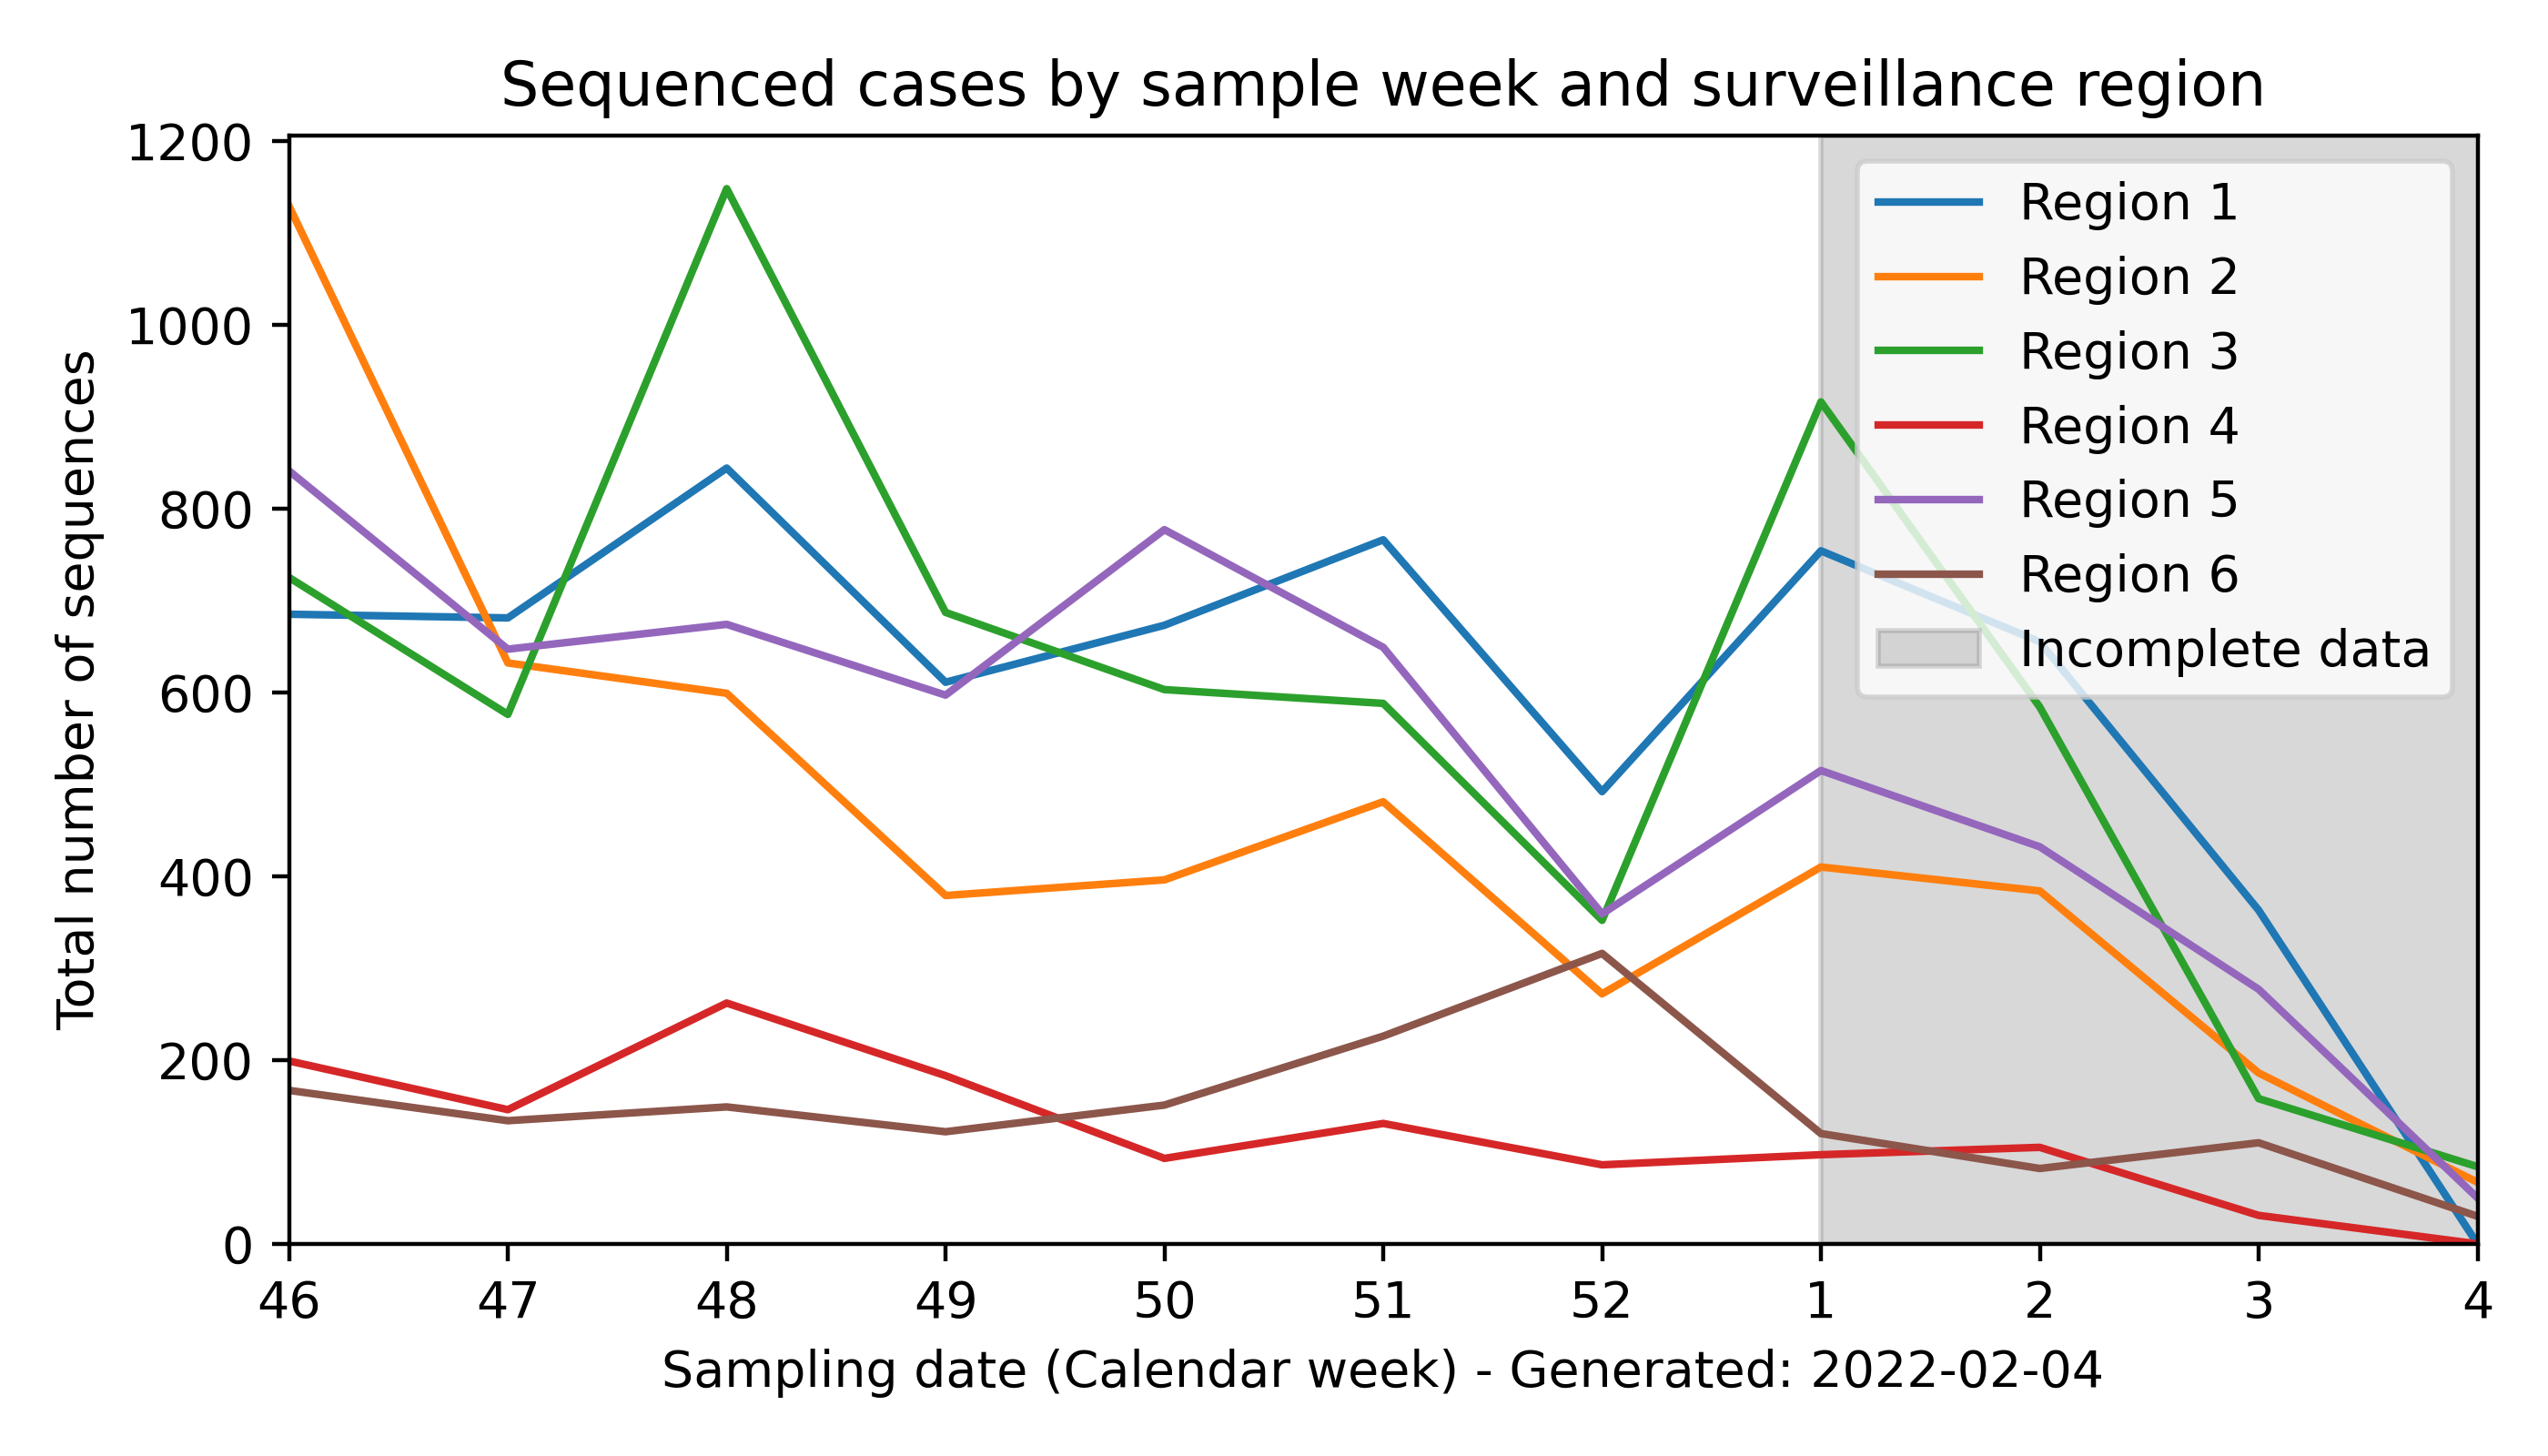 Sequenced cases by sample week and surveillance region
Total number of sequences
1200
1000
800
600
400
200
0
Region 1
Region 2
Region 3
Region 4
Region 5
Region 6
Incomplete data
46 47 48 49 50 51 52 1 2 3 4
Sampling date (Calendar week) - Generated: 2022-02-04